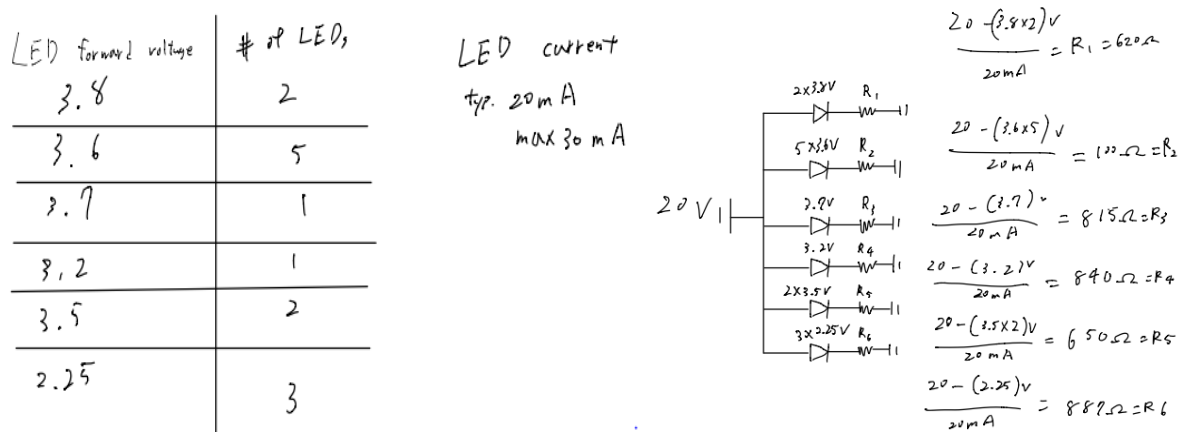 LED forward voltage # of LEDs
3.8 2
3.6 5
3.7 1
3.2 1
3.5 2
2.25 3
LED current
typ. 20 mA
max 30 mA
20V
2x3.8V R1
5x3.6V R2
3.7V R3
3.2V R4
2x3.5V R5
3x2.25V R6
20-(3.8x2)V
20mA
= R1 = 620Ω
20-(3.6x5)V
20mA
= 100Ω=R2
20-(3.7)V
20mA
= 815Ω=R3
20-(3.2)V
20mA
= 840Ω=R4
20-(3.5x2)V
20mA
= 650Ω=R5
20-(2.25)V
20mA
= 887Ω=R6